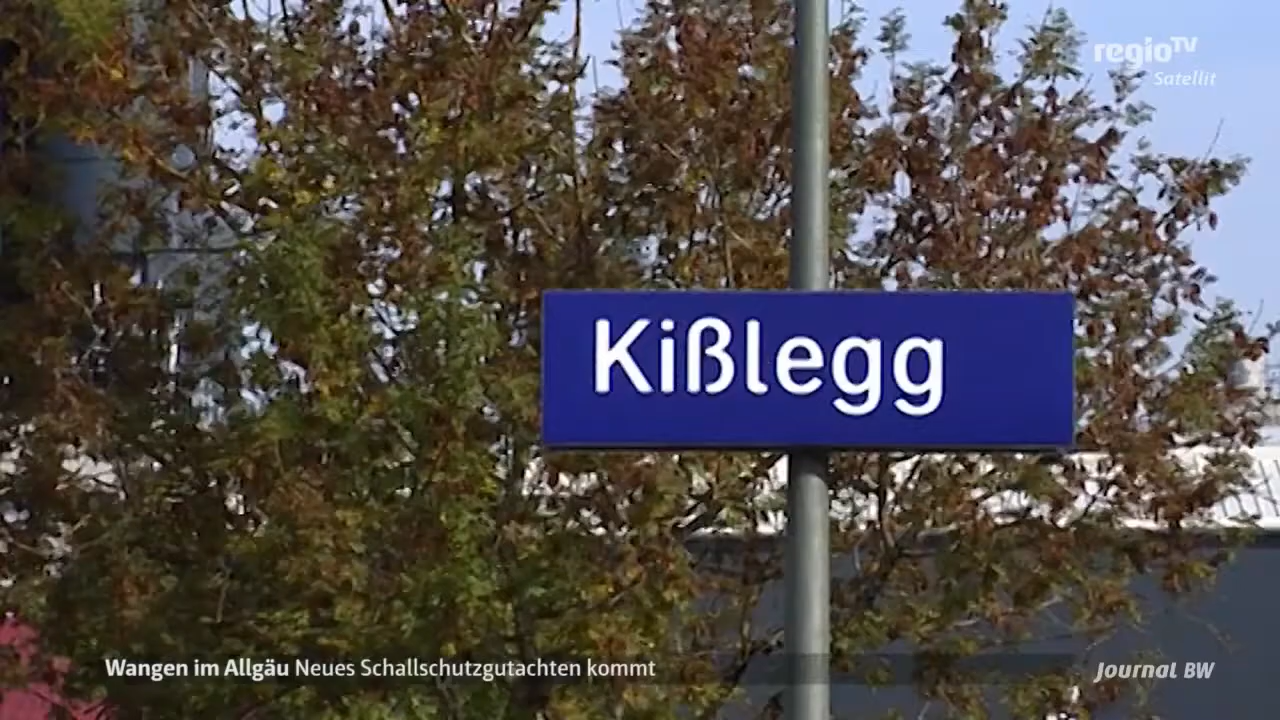 regioTV
Satellit
Kißlegg
Wangen im Allgäu Neues Schallschutzgutachten kommt
Journal BW